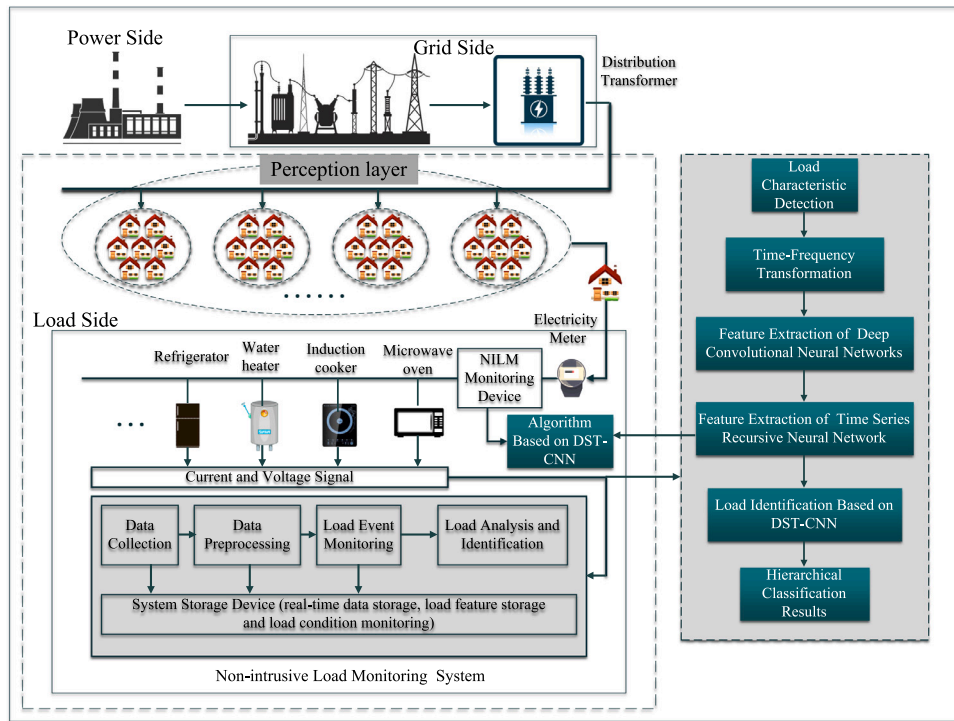 Power Side
Grid Side
Distribution
Transformer
Perception layer
. . . . . .
Load Side
Electricity
Meter
Refrigerator
Water
heater
Induction
cooker
Microwave
oven
NILM
Monitoring
Device
. . .
Algorithm
Based on DST-
CNN
Current and Voltage Signal
Data
Collection
Data
Preprocessing
Load Event
Monitoring
Load Analysis and
Identification
System Storage Device (real-time data storage, load feature storage
and load condition monitoring)
Non-intrusive Load Monitoring System
Load
Characteristic
Detection
Time-Frequency
Transformation
Feature Extraction of Deep
Convolutional Neural Networks
Feature Extraction of Time Series
Recursive Neural Network
Load Identification Based on
DST-CNN
Hierarchical
Classification
Results